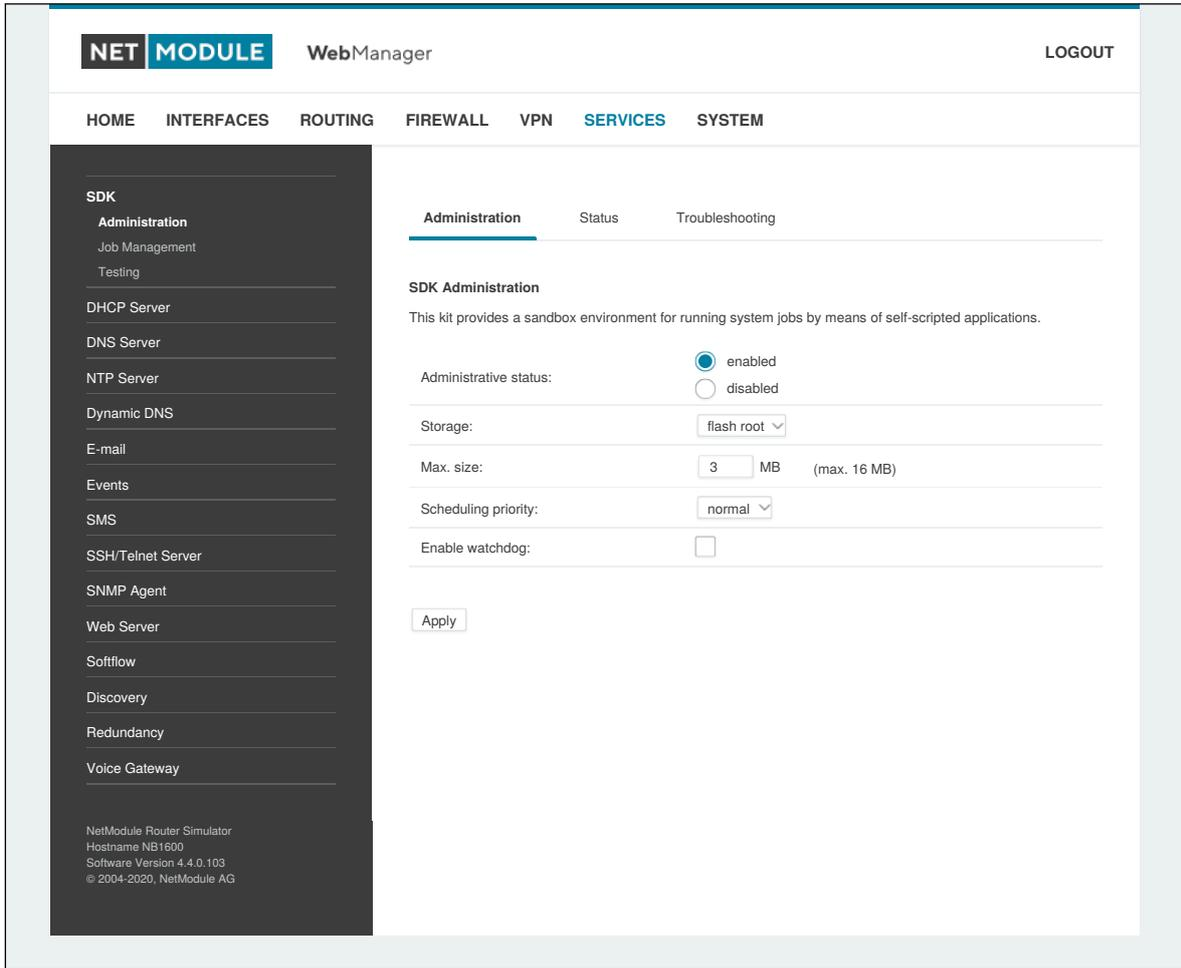 NET MODULE WebManager LOGOUT
HOME INTERFACES ROUTING FIREWALL VPN SERVICES SYSTEM
SDK
Administration
Job Management
Testing
DHCP Server
DNS Server
NTP Server
Dynamic DNS
E-mail
Events
SMS
SSH/Telnet Server
SNMP Agent
Web Server
Softflow
Discovery
Redundancy
Voice Gateway
NetModule Router Simulator
Hostname NB1600
Software Version 4.4.0.103
© 2004-2020, NetModule AG
Administration Status Troubleshooting
SDK Administration
This kit provides a sandbox environment for running system jobs by means of self-scripted applications.
Administrative status:
enabled
disabled
Storage: flash root
Max. size: 3 MB (max. 16 MB)
Scheduling priority: normal
Enable watchdog:
Apply